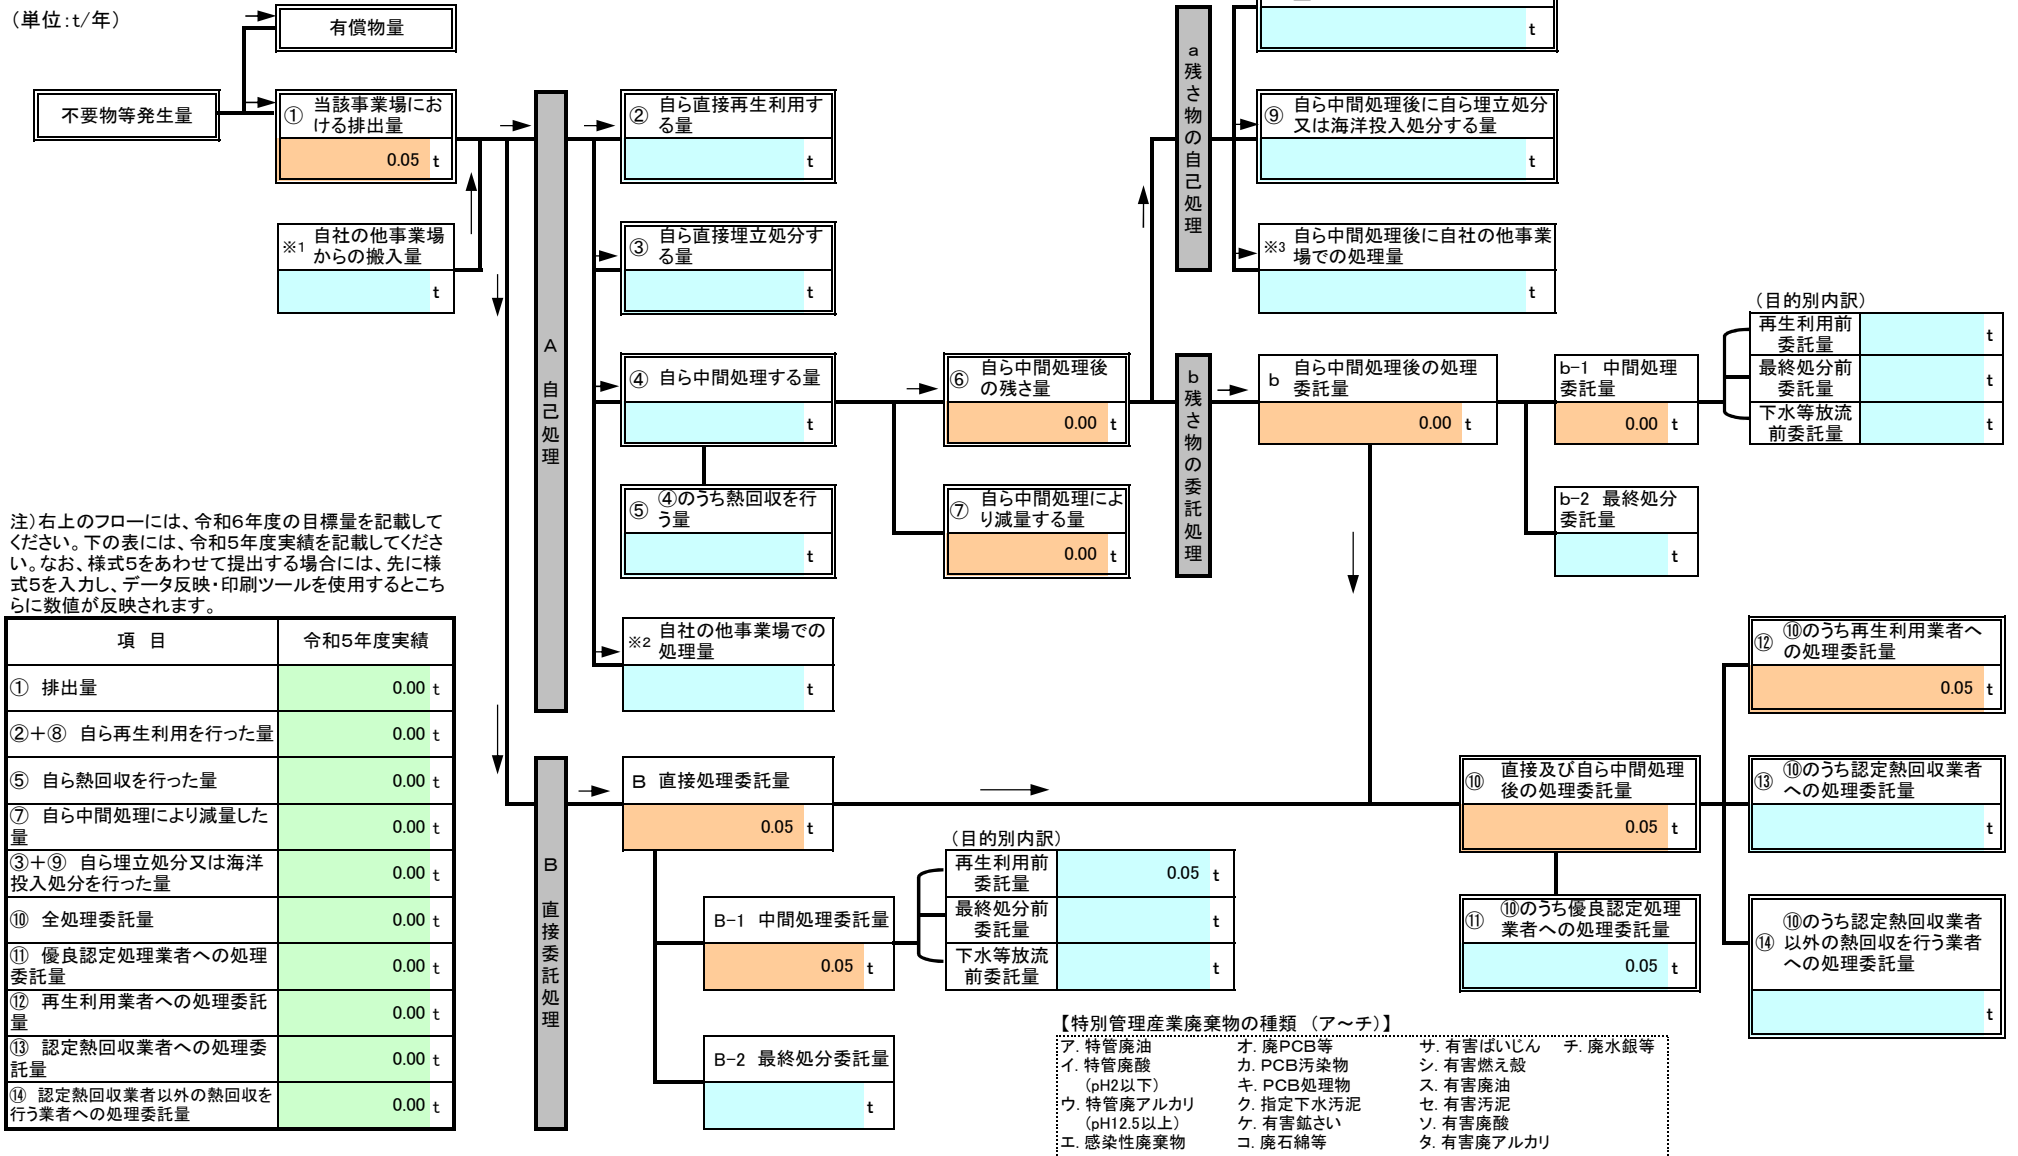 （単位：t/年）
有償物量
不要物等発生量
① 当該事業場にお
ける排出量
0.05 t
※1 自社の他事業場
からの搬入量
t
A 自己処理
② 自ら直接再生利用す
る量
t
③ 自ら直接埋立処分す
る量
t
④ 自ら中間処理する量
t
⑤ ④のうち熱回収を行
う量
t
※2 自社の他事業場での
処理量
t
⑥ 自ら中間処理後
の残さ量
0.00 t
⑦ 自ら中間処理によ
り減量する量
0.00 t
a残さ物の自己処理
t
⑨ 自ら中間処理後に自ら埋立処分
又は海洋投入処分する量
t
※3 自ら中間処理後に自社の他事業
場での処理量
t
b残さ物の委託処理
b 自ら中間処理後の処理
委託量
0.00 t
b-1 中間処理
委託量
0.00 t
b-2 最終処分
委託量
t
（目的別内訳）
再生利用前
委託量 t
最終処分前
委託量 t
下水等放流
前委託量 t
注）右上のフローには、令和6年度の目標量を記載して
ください。下の表には、令和5年度実績を記載してくださ
い。なお、様式5をあわせて提出する場合には、先に様
式5を入力し、データ反映・印刷ツールを使用するとこち
らに数値が反映されます。
項 目 令和5年度実績
① 排出量 0.00 t
②＋⑧ 自ら再生利用を行った量 0.00 t
⑤ 自ら熱回収を行った量 0.00 t
⑦ 自ら中間処理により減量した
量 0.00 t
③＋⑨ 自ら埋立処分又は海洋
投入処分を行った量 0.00 t
⑩ 全処理委託量 0.00 t
⑪ 優良認定処理業者への処理
委託量 0.00 t
⑫ 再生利用業者への処理委託
量 0.00 t
⑬ 認定熱回収業者への処理委
託量 0.00 t
⑭ 認定熱回収業者以外の熱回収を
行う業者への処理委託量 0.00 t
B 直接委託処理
B 直接処理委託量
0.05 t
B-1 中間処理委託量
0.05 t
B-2 最終処分委託量
t
（目的別内訳）
再生利用前
委託量 0.05 t
最終処分前
委託量 t
下水等放流
前委託量 t
⑩ 直接及び自ら中間処理
後の処理委託量
0.05 t
⑪ ⑩のうち優良認定処理
業者への処理委託量
0.05 t
⑫ ⑩のうち再生利用業者へ
の処理委託量
0.05 t
⑬ ⑩のうち認定熱回収業者
への処理委託量
t
⑭ ⑩のうち認定熱回収業者
以外の熱回収を行う業者
への処理委託量
t
【特別管理産業廃棄物の種類 （ア～チ）】
ア．特管廃油 オ．廃PCB等 サ．有害ばいじん チ．廃水銀等
イ．特管廃酸 カ．PCB汚染物 シ．有害燃え殻
（pH2以下） キ．PCB処理物 ス．有害廃油
ウ．特管廃アルカリ ク．指定下水汚泥 セ．有害汚泥
（pH12.5以上） ケ．有害鉱さい ソ．有害廃酸
エ．感染性廃棄物 コ．廃石綿等 タ．有害廃アルカリ